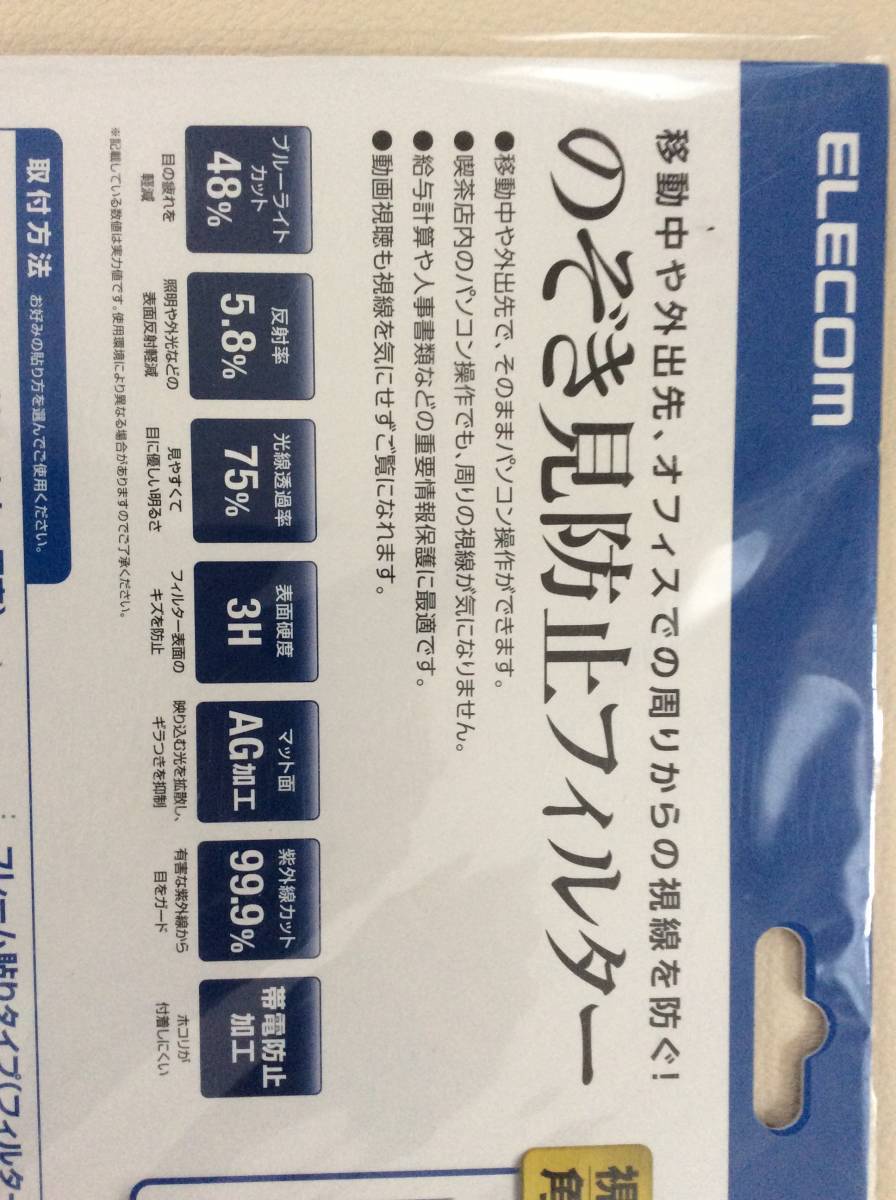 ELECOM
移動中や外出先、オフィスでの周りからの視線を防ぐ!
のぞき見防止フィルター
●移動中や外出先で、そのままパソコン操作ができます。
●喫茶店内のパソコン操作でも、周りの視線が気になりません。
●給与計算や人事書類などの重要情報保護に最適です。
●動画視聴も視線を気にせずご覧になれます。
ブルーライト
カット
48%
目の疲れを
軽減
反射率
5.8%
照明や外光などの
表面反射軽減
光線透過率
75%
見やすくて
目に優しい明るさ
表面硬度
3H
フィルター表面の
キズを防止
マット面
AG加工
映り込む光を拡散し、
ギラつきを抑制
紫外線カット
99.9%
有害な紫外線から
目をガード
帯電防止
加工
ホコリが
付着しにくい
※記載している数値は実力値です。使用環境により異なる場合がありますのでご了承ください。
取付方法 お好みの貼り方を選んでご使用ください。
フレーム貼りタイプ(フィルター
視
角